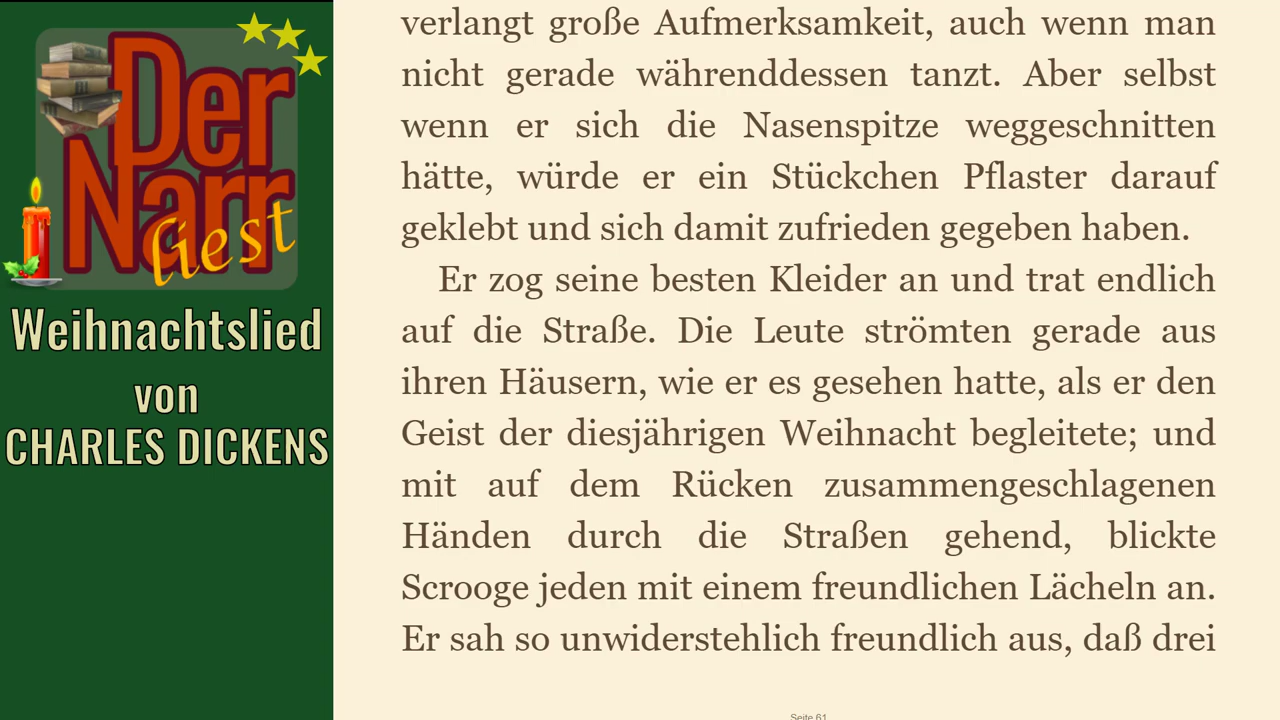 Der
Narr
liest
Weihnachtslied
von
CHARLES DICKENS
verlangt große Aufmerksamkeit, auch wenn man
nicht gerade währenddessen tanzt. Aber selbst
wenn er sich die Nasenspitze weggeschnitten
hätte, würde er ein Stückchen Pflaster darauf
geklebt und sich damit zufrieden gegeben haben.
Er zog seine besten Kleider an und trat endlich
auf die Straße. Die Leute strömten gerade aus
ihren Häusern, wie er es gesehen hatte, als er den
Geist der diesjährigen Weihnacht begleitete; und
mit auf dem Rücken zusammengeschlagenen
Händen durch die Straßen gehend, blickte
Scrooge jeden mit einem freundlichen Lächeln an.
Er sah so unwiderstehlich freundlich aus, daß drei
Seite 61